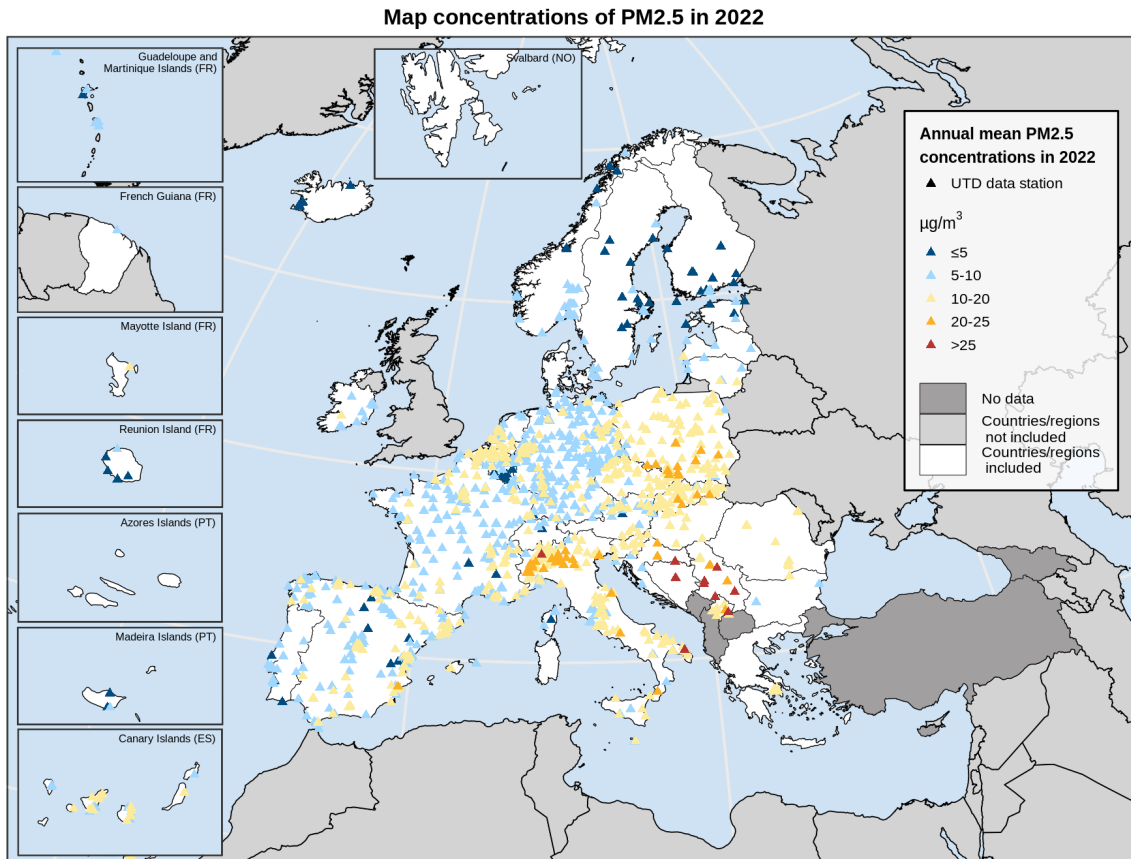 Map concentrations of PM2.5 in 2022
Guadeloupe and
Martinique Islands (FR)
Svalbard (NO)
French Guiana (FR)
Mayotte Island (FR)
Reunion Island (FR)
Azores Islands (PT)
Madeira Islands (PT)
Canary Islands (ES)
Annual mean PM2.5
concentrations in 2022
UTD data station
µg/m³
≤5
5-10
10-20
20-25
>25
No data
Countries/regions
not included
Countries/regions
included